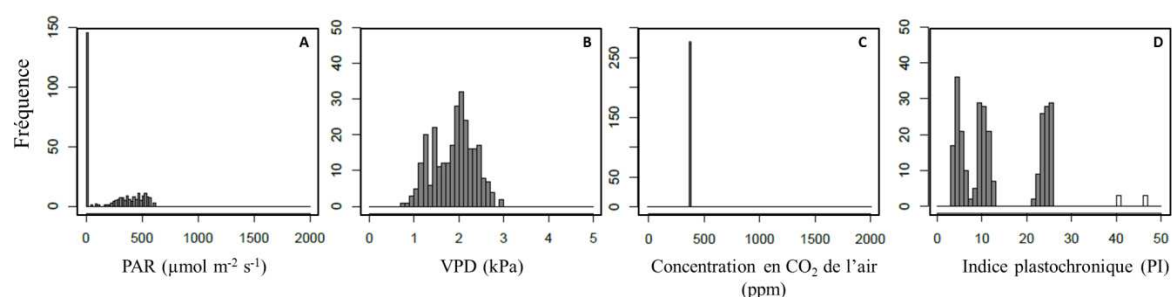 Fréquence
A
150
100
50
0
0 500 1000 1500 2000
PAR (µmol m⁻² s⁻¹)
B
50
40
30
20
10
0
0 1 2 3 4 5
VPD (kPa)
C
250
150
50
0
0 500 1000 2000
Concentration en CO₂ de l’air
(ppm)
D
50
40
30
20
10
0
0 10 20 30 40 50
Indice plastochronique (PI)